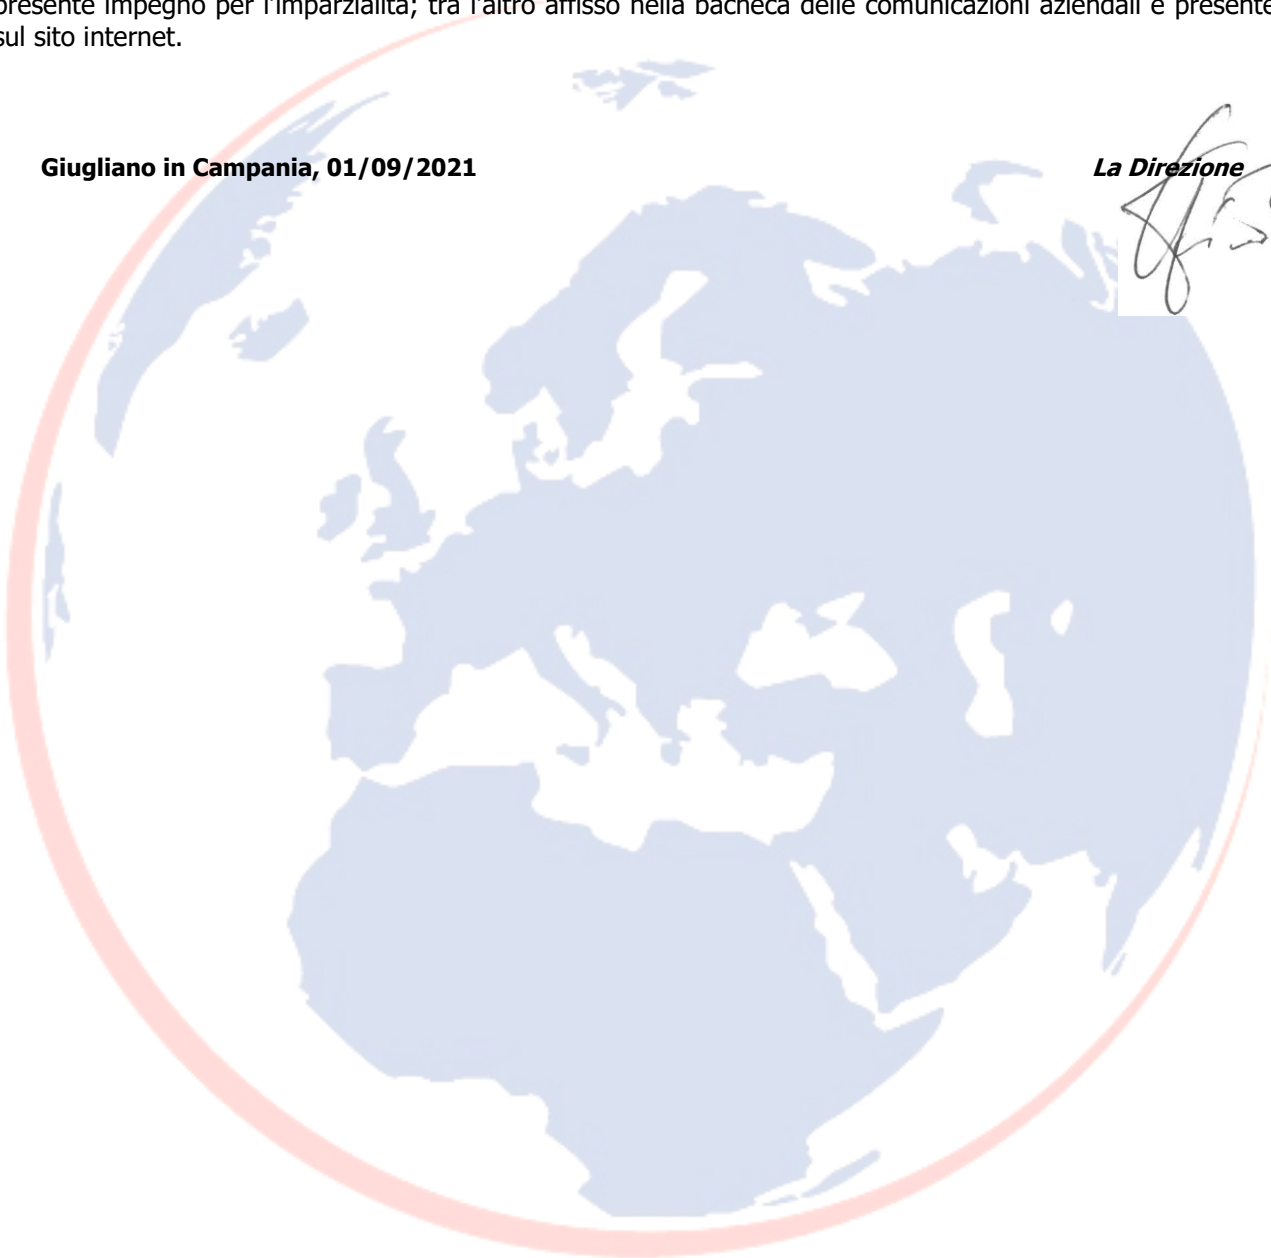 presente impegno per l'imparzialità; tra l'altro affisso nella bacheca delle comunicazioni aziendali e presente
sul sito internet.
Giugliano in Campania, 01/09/2021 La Direzione